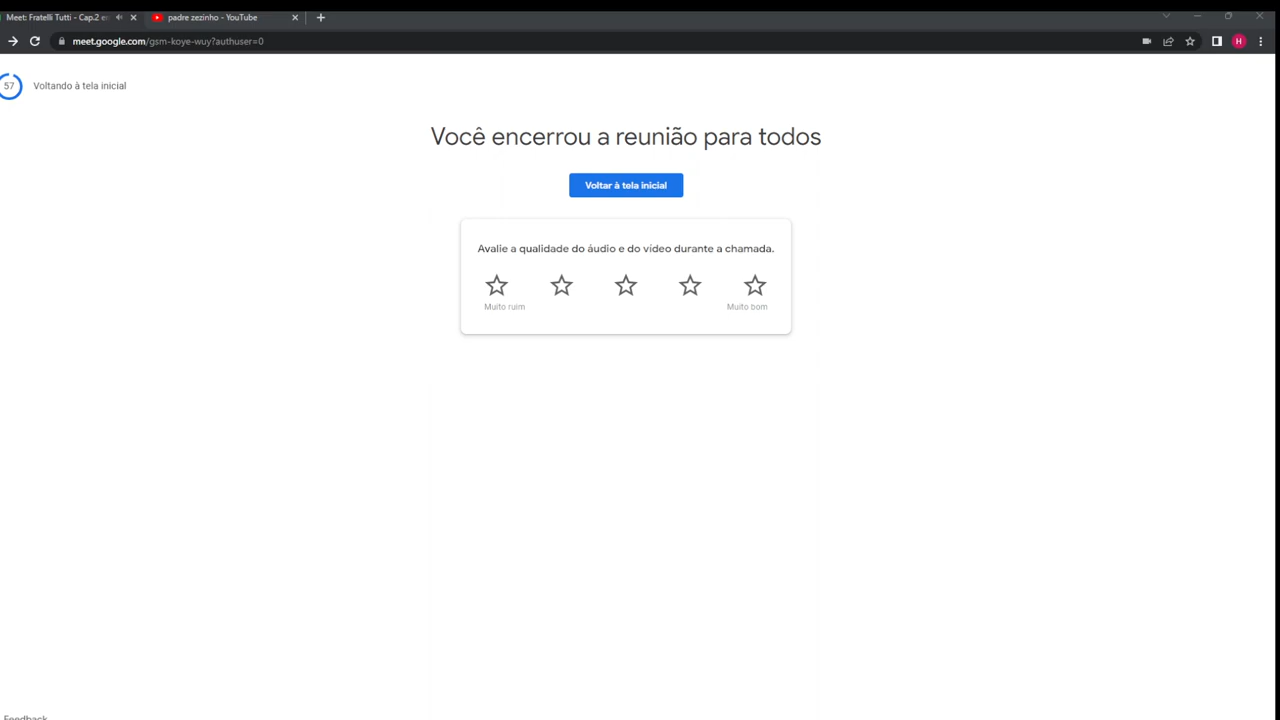 Meet: Fratelli Tutti - Cap.2 e
padre zezinho - YouTube
meet.google.com/gsm-koye-wuy?authuser=0
H
57
Voltando à tela inicial
Você encerrou a reunião para todos
Voltar à tela inicial
Avalie a qualidade do áudio e do vídeo durante a chamada.
Muito ruim
Muito bom
Feedback